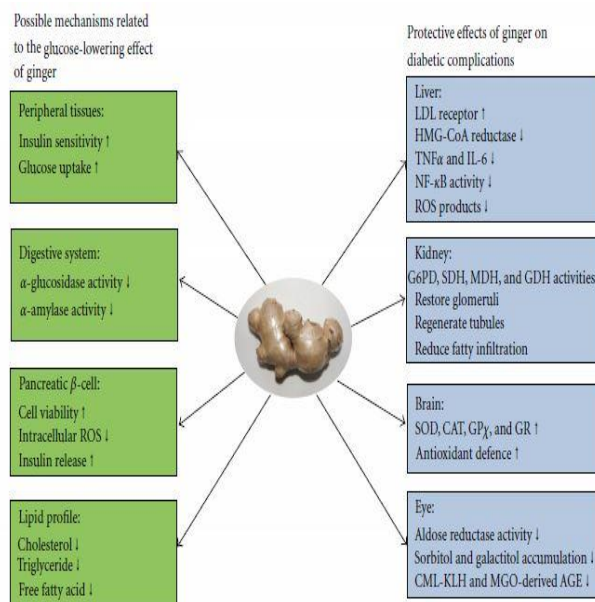 Possible mechanisms related
to the glucose-lowering effect
of ginger
Peripheral tissues:
Insulin sensitivity ↑
Glucose uptake ↑
Digestive system:
α-glucosidase activity ↓
α-amylase activity ↓
Pancreatic β-cell:
Cell viability ↑
Intracellular ROS ↓
Insulin release ↑
Lipid profile:
Cholesterol ↓
Triglyceride ↓
Free fatty acid ↓
Protective effects of ginger on
diabetic complications
Liver:
LDL receptor ↑
HMG-CoA reductase ↓
TNFα and IL-6 ↓
NF-κB activity ↓
ROS products ↓
Kidney:
G6PD, SDH, MDH, and GDH activities
Restore glomeruli
Regenerate tubules
Reduce fatty infiltration
Brain:
SOD, CAT, GPχ, and GR ↑
Antioxidant defence ↑
Eye:
Aldose reductase activity ↓
Sorbitol and galactitol accumulation ↓
CML-KLH and MGO-derived AGE ↓